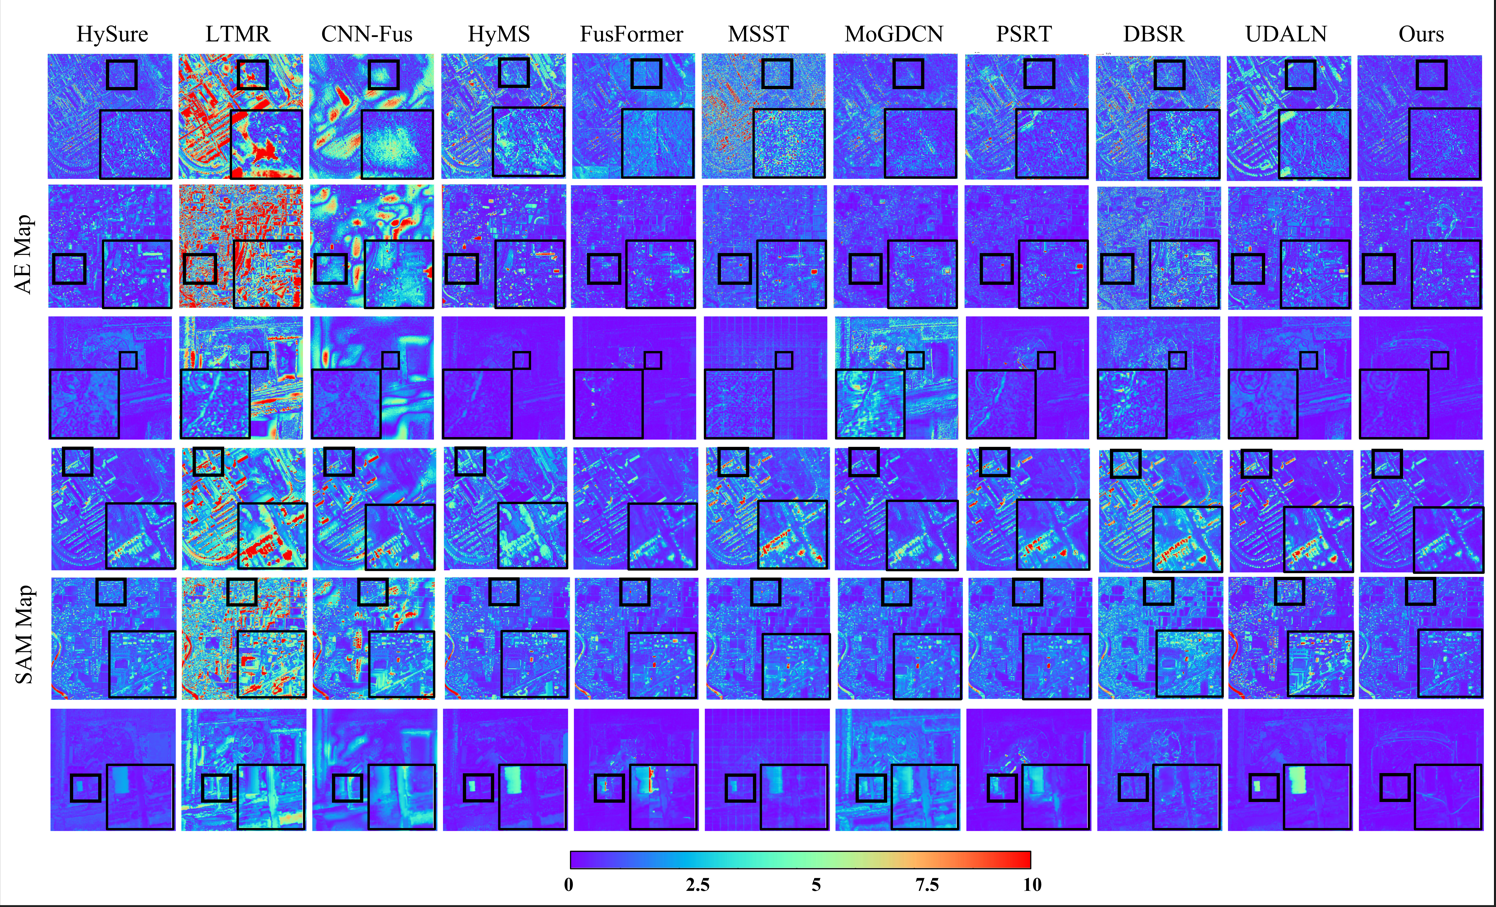 HySure LTMR CNN-Fus HyMS FusFormer MSST MoGDCN PSRT DBSR UDALN Ours
AE Map
SAM Map
0 2.5 5 7.5 10